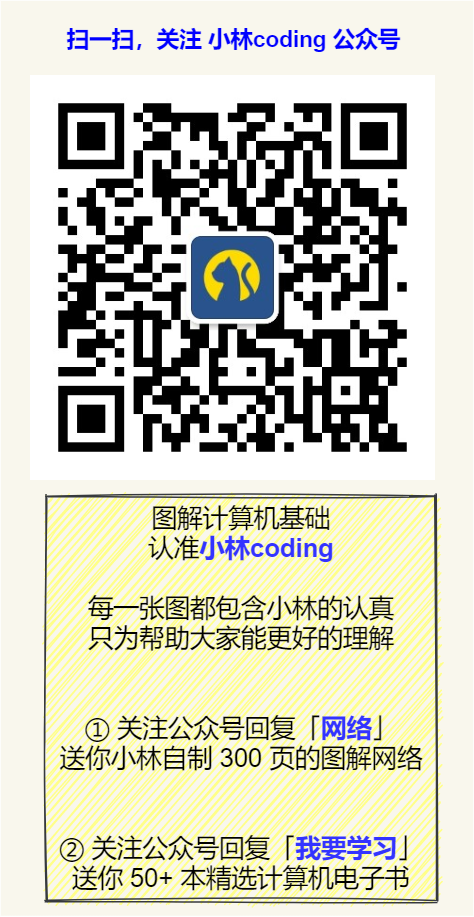 扫一扫，关注 小林coding 公众号
图解计算机基础
认准小林coding
每一张图都包含小林的认真
只为帮助大家能更好的理解
① 关注公众号回复「网络」
送你小林自制 300 页的图解网络
② 关注公众号回复「我要学习」
送你 50+ 本精选计算机电子书